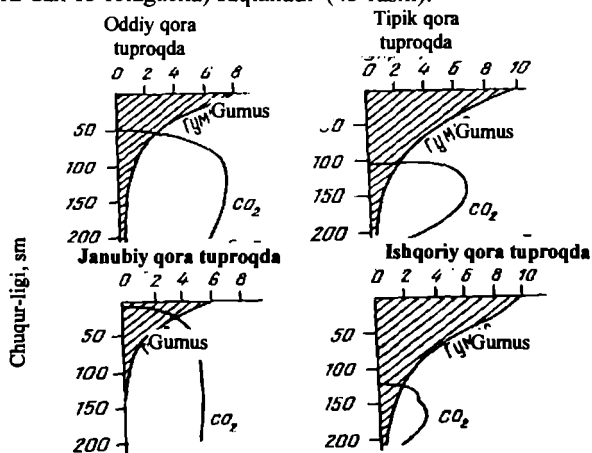 Oddiy qora
tuproqda
0 2 4 6 8
Gumus
50
100
150
200
CO₂
Tipik qora
tuproqda
0 2 4 6 8 10
Gumus
100
150
200
CO₂
Chuqur-ligi, sm
Janubiy qora tuproqda
0 2 4 6 8
Gumus
50
100
150
200
CO₂
Ishqoriy qora tuproqda
0 2 4 6 8 10
Gumus
50
100
150
200
CO₂